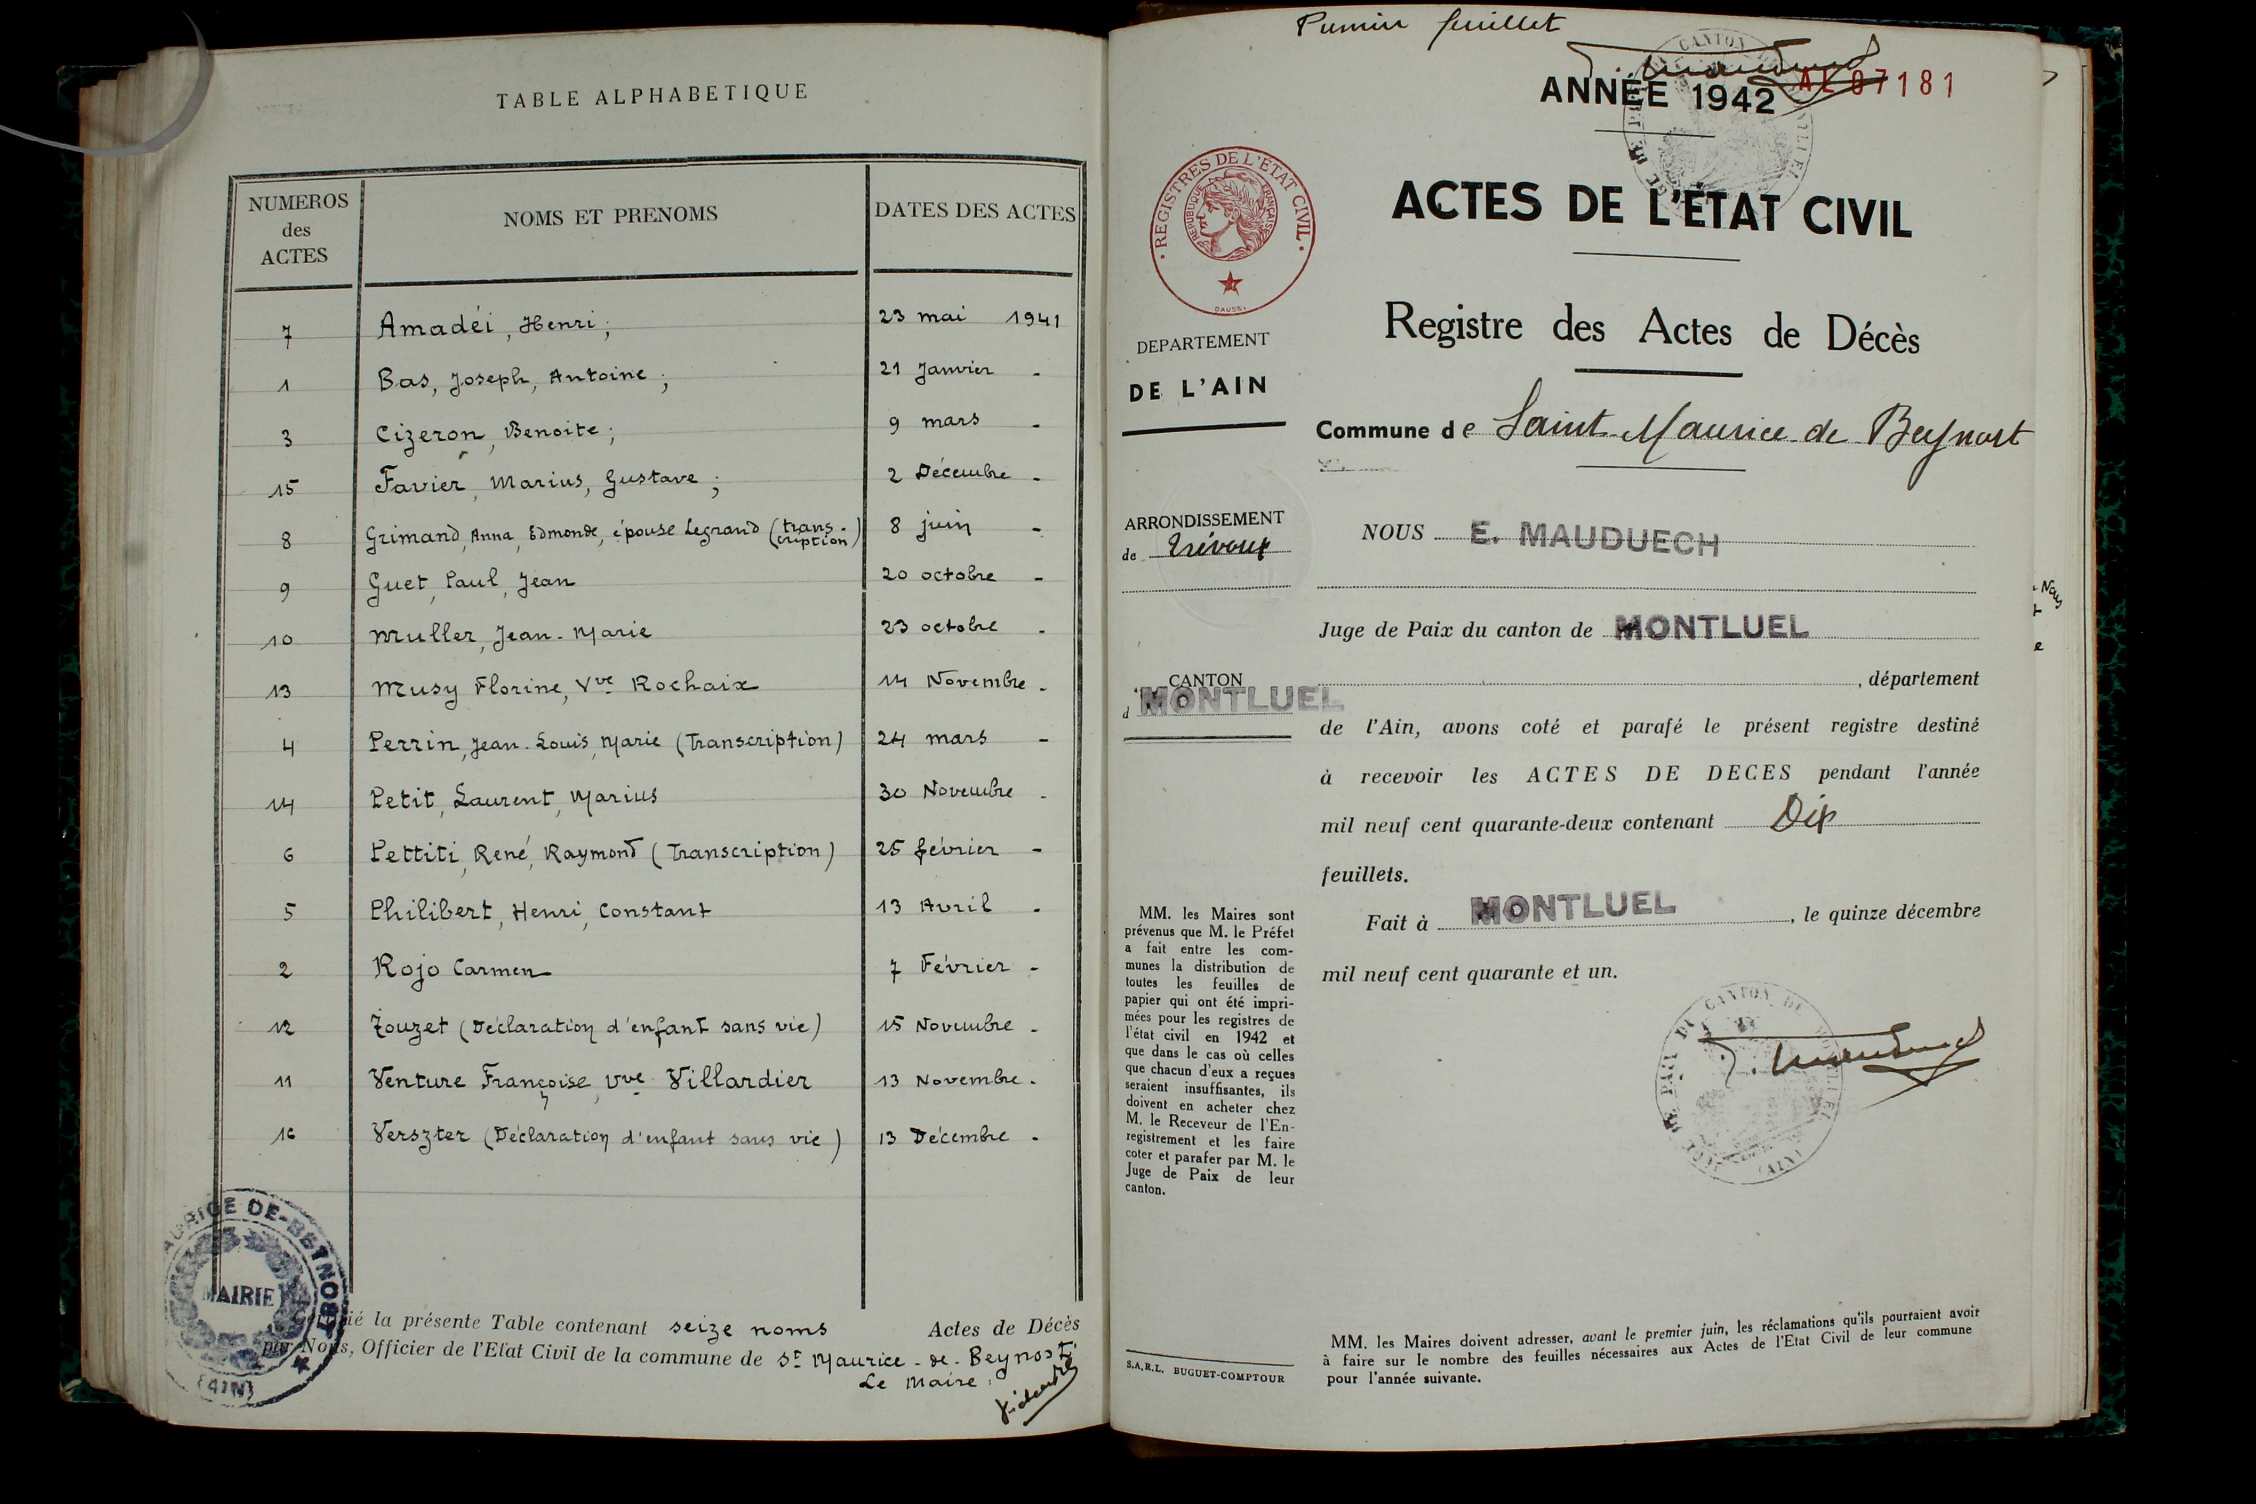 TABLE ALPHABETIQUE
NUMEROS des ACTES NOMS ET PRENOMS DATES DES ACTES
7 Amadéi, Henri; 23 mai 1941
1 Bas, Joseph, Antoine; 21 Janvier -
3 Cizeron, Benoite; 9 mars -
15 Favier, Marius, Gustave; 2 Décembre -
8 Grimand, Anna, Edmonde, épouse Legrand (transcription) 8 juin -
9 Guet, Paul, Jean 20 octobre -
10 Muller, Jean-Marie 23 octobre -
13 Musy Florine, Vve Rochaix 14 Novembre -
4 Perrin, Jean-Louis, Marie (Transcription) 24 mars -
14 Petit, Laurent, Marius 30 Novembre -
6 Pettiti, René, Raymond (Transcription) 25 février -
5 Philibert, Henri, Constant 13 Avril -
2 Rojo Carmen 7 Février -
12 Touzet (Déclaration d'enfant sans vie) 15 Novembre -
11 Venture Françoise, Vve Villardier 13 Novembre -
16 Verszter (Déclaration d'enfant sans vie) 13 Décembre -
MAURICE DE-BEYNOST
MAIRIE
(AIN)
Certifié la présente Table contenant seize noms Actes de Décès
par Nous, Officier de l'Etat Civil de la commune de St Maurice-de-Beynost.
Le Maire,
Premier feuillet
ANNÉE 1942 AL 07181
ACTES DE L'ÉTAT CIVIL
REGISTRES DE L'ÉTAT CIVIL
REPUBLIQUE FRANÇAISE
Registre des Actes de Décès
DEPARTEMENT
DE L'AIN
Commune de Saint-Maurice de Beynost
ARRONDISSEMENT
de Trévoux
NOUS E. MAUDUECH
Juge de Paix du canton de MONTLUEL
CANTON
d MONTLUEL
, département
de l'Ain, avons coté et parafé le présent registre destiné
à recevoir les ACTES DE DECES pendant l'année
mil neuf cent quarante-deux contenant Dix
feuillets.
Fait à MONTLUEL, le quinze décembre
mil neuf cent quarante et un.
MM. les Maires sont
prévenus que M. le Préfet
a fait entre les com-
munes la distribution de
toutes les feuilles de
papier qui ont été impri-
mées pour les registres de
l'état civil en 1942 et
que dans le cas où celles
que chacun d'eux a reçues
seraient insuffisantes, ils
doivent en acheter chez
M. le Receveur de l'En-
registrement et les faire
coter et parafer par M. le
Juge de Paix de leur
canton.
S.A.R.L. BUGUET-COMPTOUR
MM. les Maires doivent adresser, avant le premier juin, les réclamations qu'ils pourraient avoir
à faire sur le nombre des feuilles nécessaires aux Actes de l'Etat Civil de leur commune
pour l'année suivante.